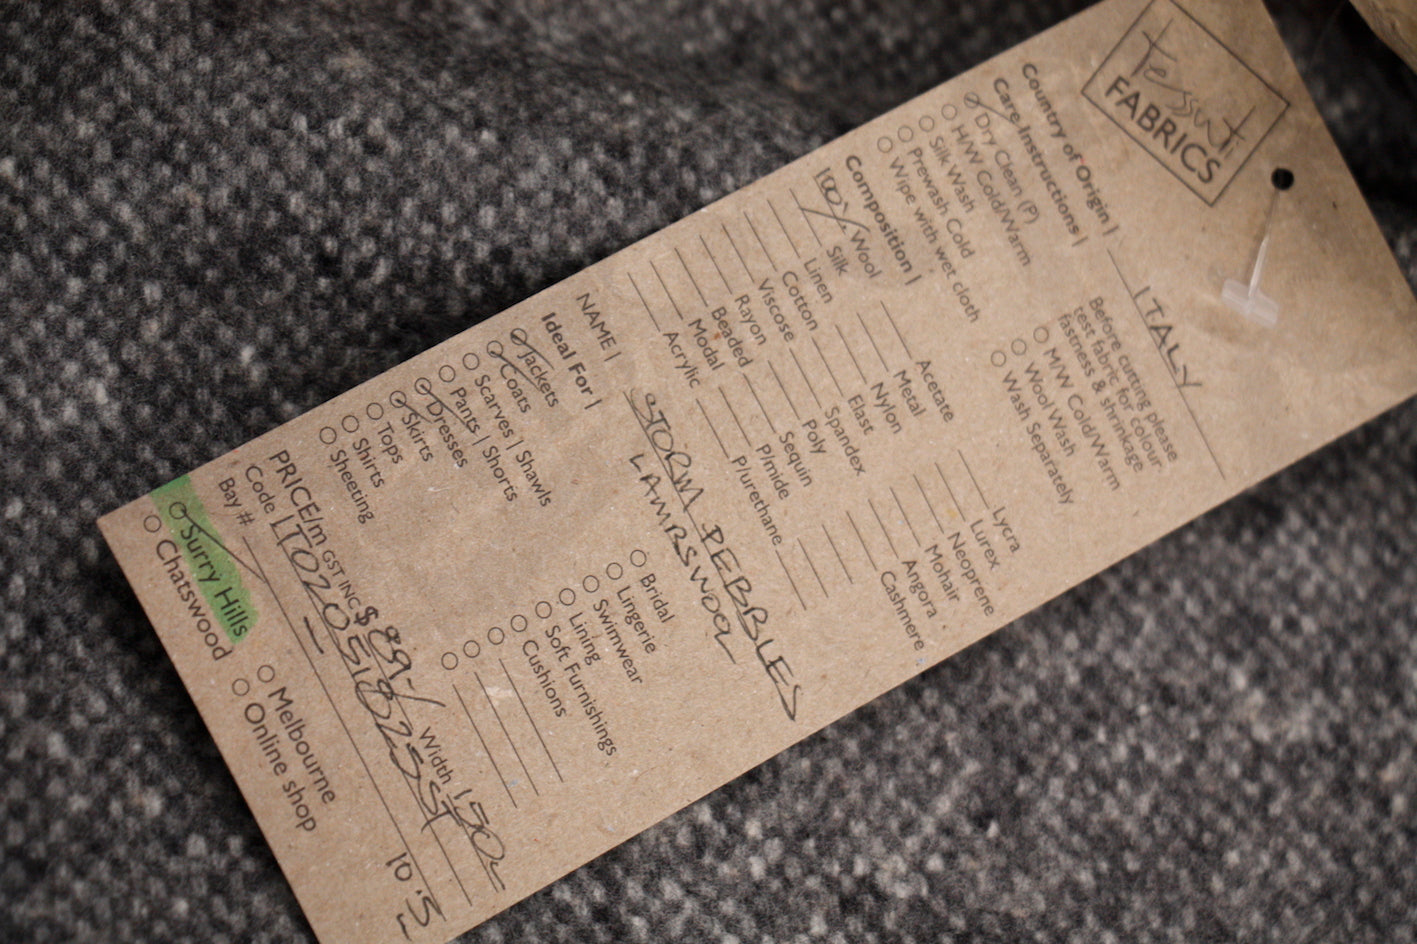 Tessuti
FABRICS
Country of Origin | ITALY
Care Instructions |
Dry Clean (P)
H/W Cold/Warm
Silk Wash
Prewash Cold
Wipe with wet cloth
Before cutting please
test fabric for colour
fastness & shrinkage
M/W Cold/Warm
Wool Wash
Wash Separately
Composition |
100% Wool
Silk
Linen
Cotton
Viscose
Rayon
Beaded
Modal
Acrylic
Acetate
Metal
Nylon
Elast
Spandex
Poly
Sequin
P/mide
P/urethane
Lycra
Lurex
Neoprene
Mohair
Angora
Cashmere
NAME | STORM PEBBLES
LAMBSWOOL
Ideal For |
Jackets
Coats
Scarves | Shawls
Pants | Shorts
Dresses
Skirts
Tops
Shirts
Sheeting
Bridal
Lingerie
Swimwear
Lining
Soft Furnishings
Cushions
PRICE/m GST INC $89-/ Width 150
Code
Bay #
10.5
Surry Hills
Chatswood
Melbourne
Online shop